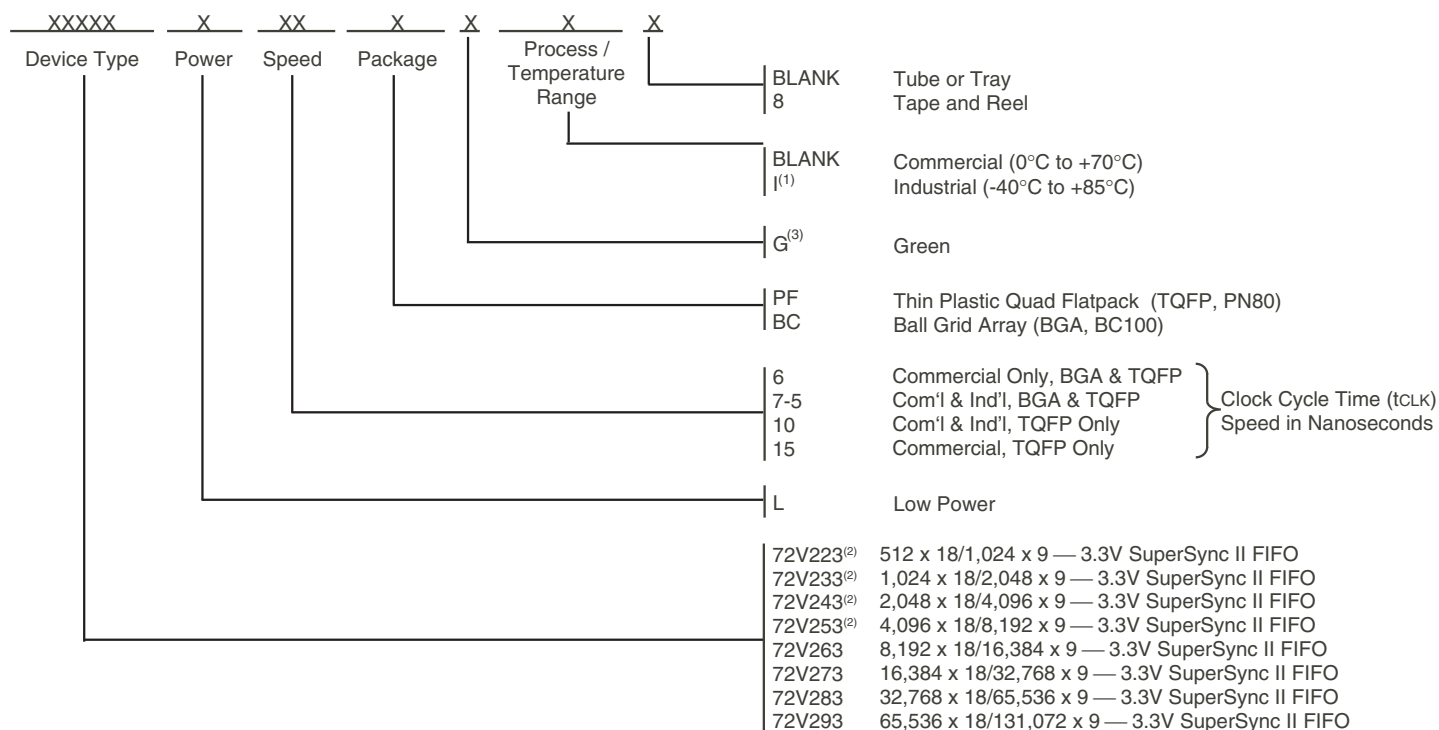 XXXXX X XX X X X X
Device Type Power Speed Package Process /
Temperature
Range
BLANK Tube or Tray
8 Tape and Reel
BLANK Commercial (0°C to +70°C)
I(1) Industrial (-40°C to +85°C)
G(3) Green
PF Thin Plastic Quad Flatpack (TQFP, PN80)
BC Ball Grid Array (BGA, BC100)
6 Commercial Only, BGA & TQFP
7-5 Com‘l & Ind’l, BGA & TQFP
10 Com‘l & Ind’l, TQFP Only
15 Commercial, TQFP Only
Clock Cycle Time (tCLK)
Speed in Nanoseconds
L Low Power
72V223(2) 512 x 18/1,024 x 9 — 3.3V SuperSync II FIFO
72V233(2) 1,024 x 18/2,048 x 9 — 3.3V SuperSync II FIFO
72V243(2) 2,048 x 18/4,096 x 9 — 3.3V SuperSync II FIFO
72V253(2) 4,096 x 18/8,192 x 9 — 3.3V SuperSync II FIFO
72V263 8,192 x 18/16,384 x 9 — 3.3V SuperSync II FIFO
72V273 16,384 x 18/32,768 x 9 — 3.3V SuperSync II FIFO
72V283 32,768 x 18/65,536 x 9 — 3.3V SuperSync II FIFO
72V293 65,536 x 18/131,072 x 9 — 3.3V SuperSync II FIFO